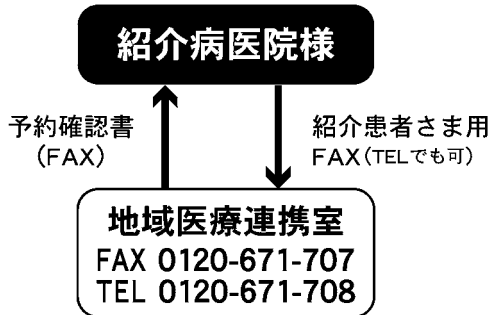 紹介病医院様
予約確認書
(FAX)
紹介患者さま用
FAX(TELでも可)
地域医療連携室
FAX 0120-671-707
TEL 0120-671-708